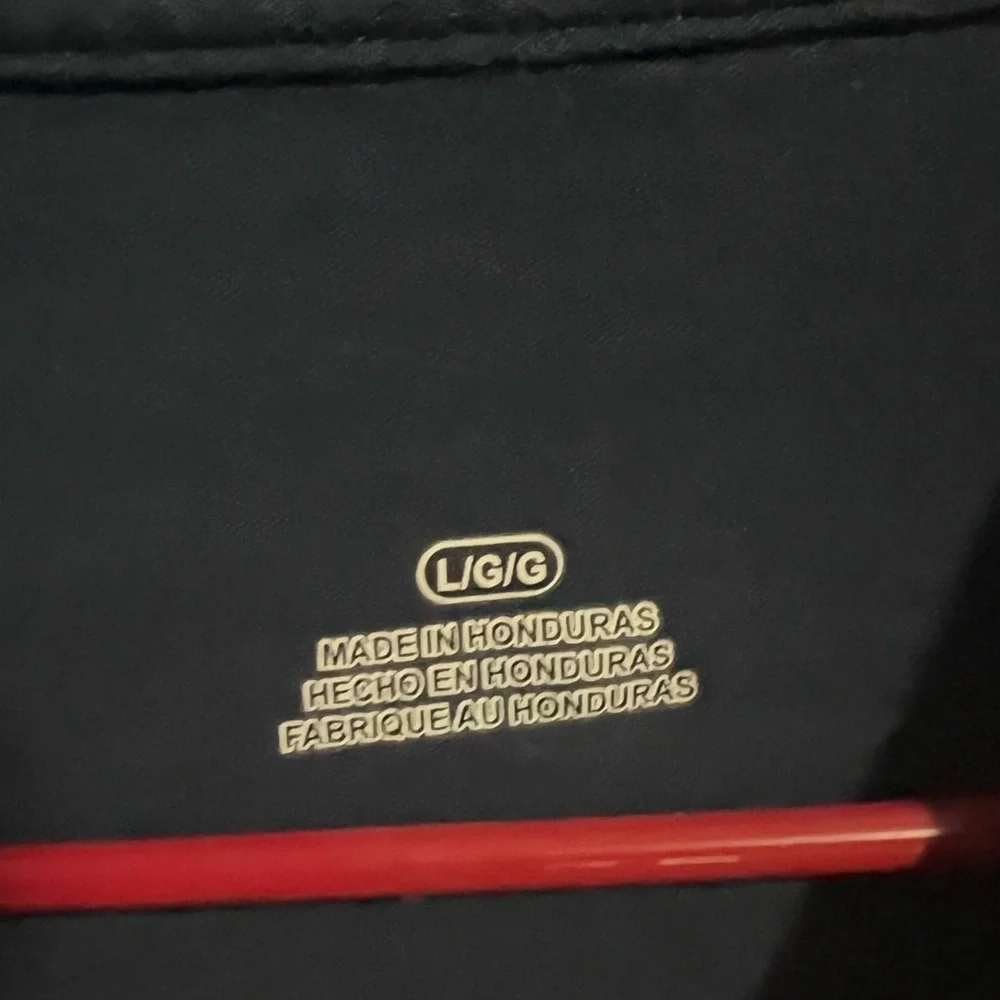 L/G/G
MADE IN HONDURAS
HECHO EN HONDURAS
FABRIQUE AU HONDURAS